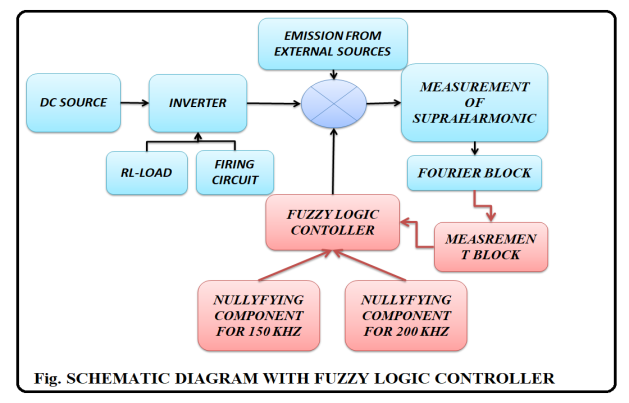 EMISSION FROM
EXTERNAL SOURCES
DC SOURCE
INVERTER
MEASUREMENT
OF
SUPRAHARMONIC
RL-LOAD
FIRING
CIRCUIT
FOURIER BLOCK
FUZZY LOGIC
CONTOLLER
MEASREMEN
T BLOCK
NULLYFYING
COMPONENT
FOR 150 KHZ
NULLYFYING
COMPONENT
FOR 200 KHZ
Fig. SCHEMATIC DIAGRAM WITH FUZZY LOGIC CONTROLLER